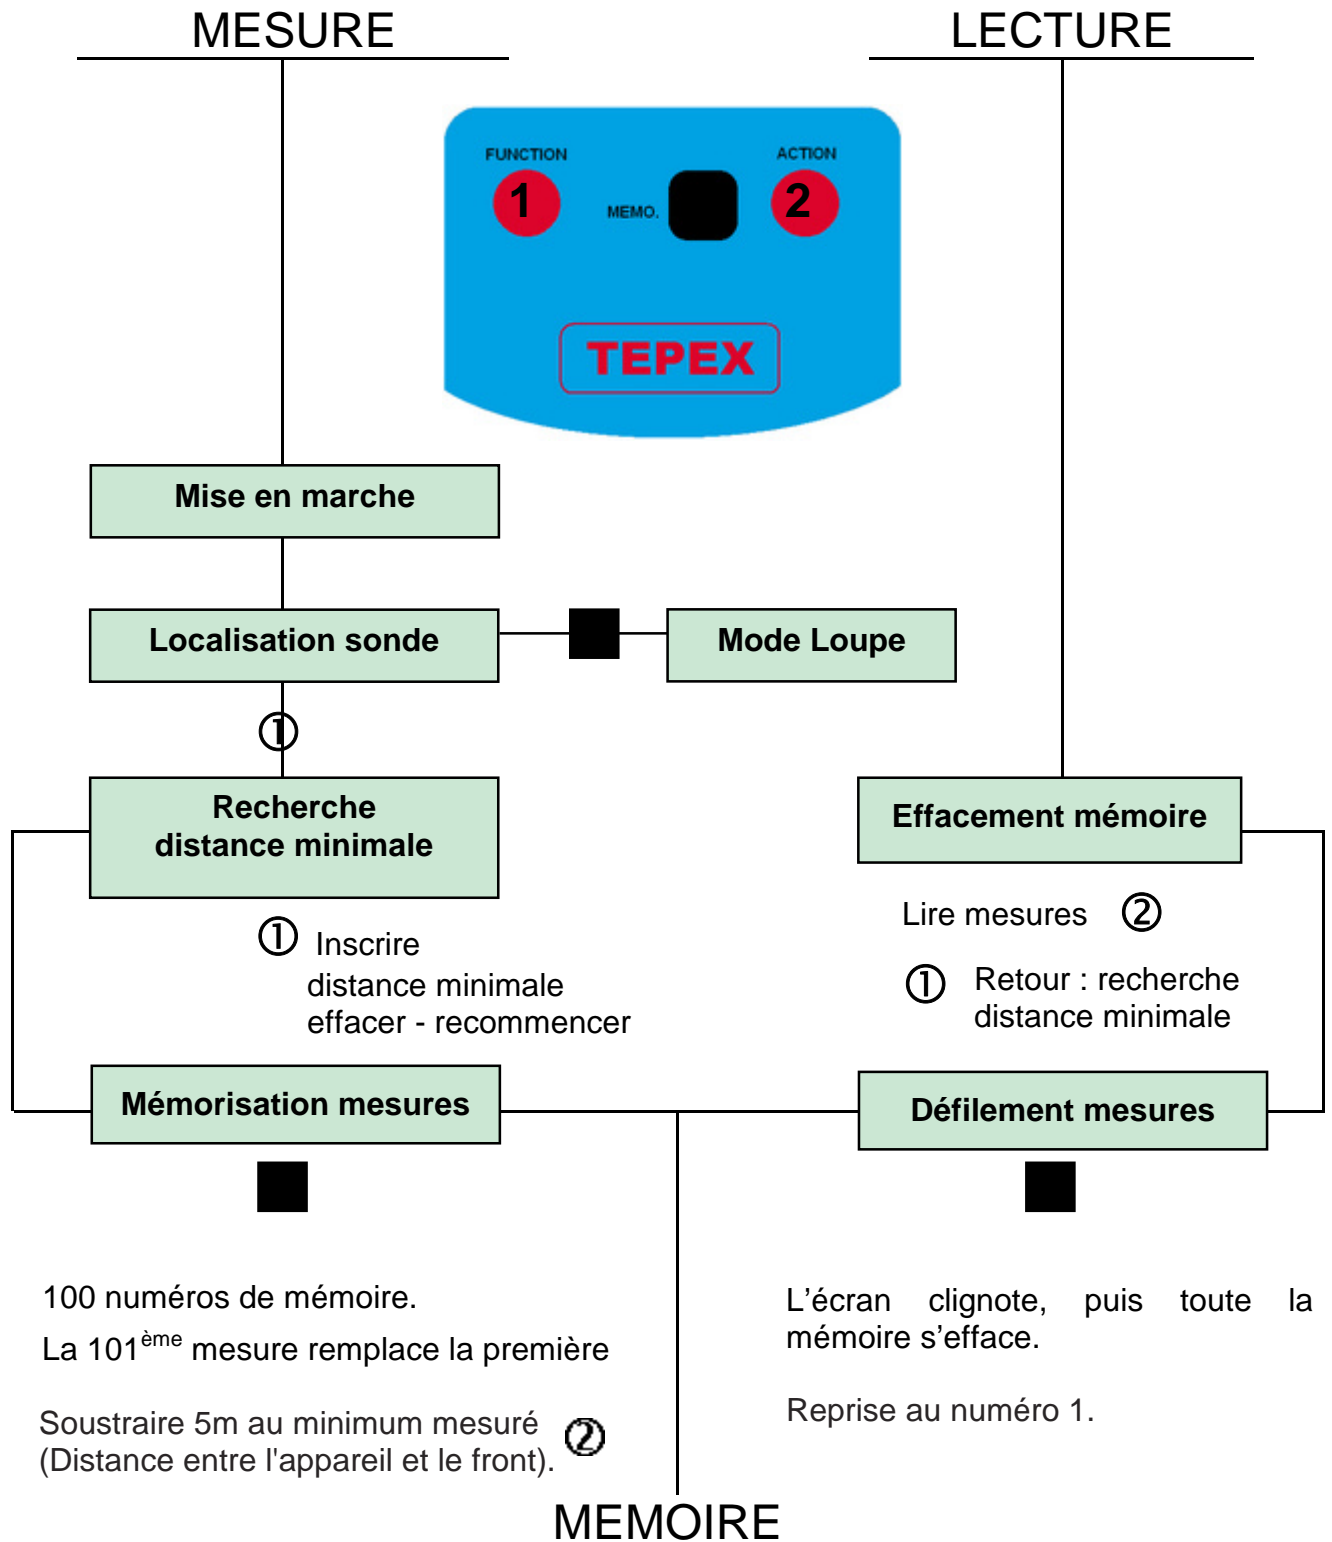 MESURE
LECTURE
FUNCTION
ACTION
1
MEMO.
2
TEPEX
Mise en marche
Localisation sonde
Mode Loupe
①
Recherche
distance minimale
Effacement mémoire
① Inscrire
distance minimale
effacer - recommencer
Lire mesures ②
① Retour : recherche
distance minimale
Mémorisation mesures
Défilement mesures
100 numéros de mémoire.
La 101ème mesure remplace la première
Soustraire 5m au minimum mesuré ②
(Distance entre l'appareil et le front).
L’écran clignote, puis toute la
mémoire s’efface.
Reprise au numéro 1.
MEMOIRE